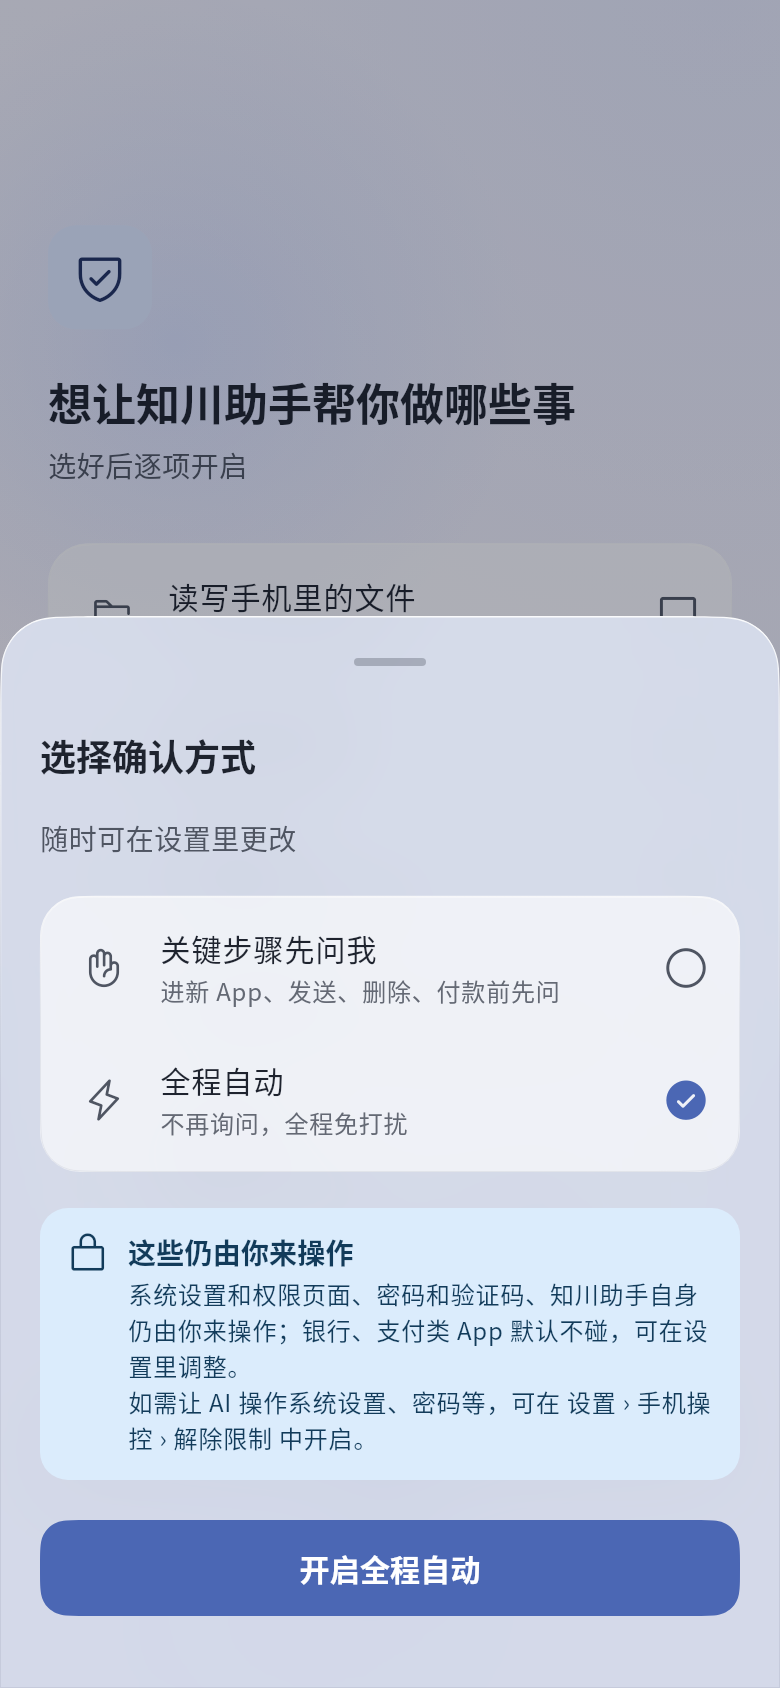 想让知川助手帮你做哪些事
选好后逐项开启
读写手机里的文件
选择确认方式
随时可在设置里更改
关键步骤先问我
进新 App、发送、删除、付款前先问
全程自动
不再询问，全程免打扰
这些仍由你来操作
系统设置和权限页面、密码和验证码、知川助手自身
仍由你来操作；银行、支付类 App 默认不碰，可在设
置里调整。
如需让 AI 操作系统设置、密码等，可在 设置 › 手机操
控 › 解除限制 中开启。
开启全程自动